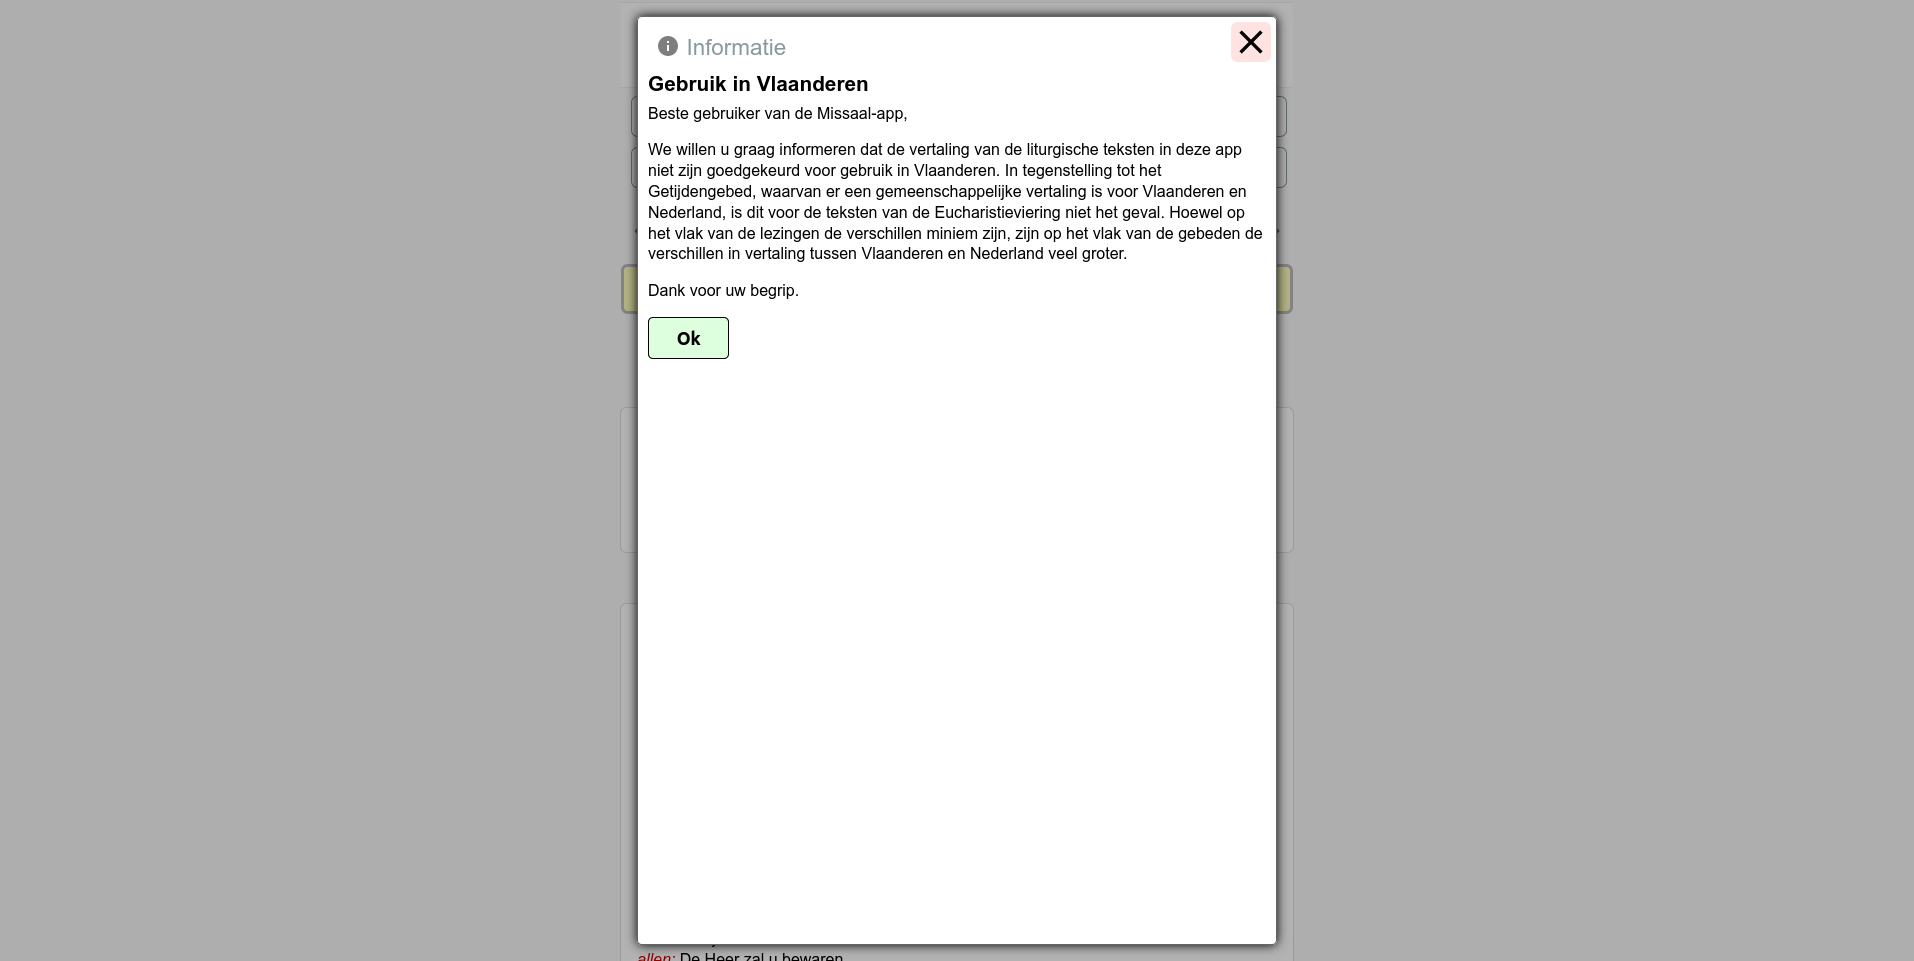 Informatie
Gebruik in Vlaanderen
Beste gebruiker van de Missaal-app,
We willen u graag informeren dat de vertaling van de liturgische teksten in deze app
niet zijn goedgekeurd voor gebruik in Vlaanderen. In tegenstelling tot het
Getijdengebed, waarvan er een gemeenschappelijke vertaling is voor Vlaanderen en
Nederland, is dit voor de teksten van de Eucharistieviering niet het geval. Hoewel op
het vlak van de lezingen de verschillen miniem zijn, zijn op het vlak van de gebeden de
verschillen in vertaling tussen Vlaanderen en Nederland veel groter.
Dank voor uw begrip.
Ok
allen: De Heer zal u bewaren